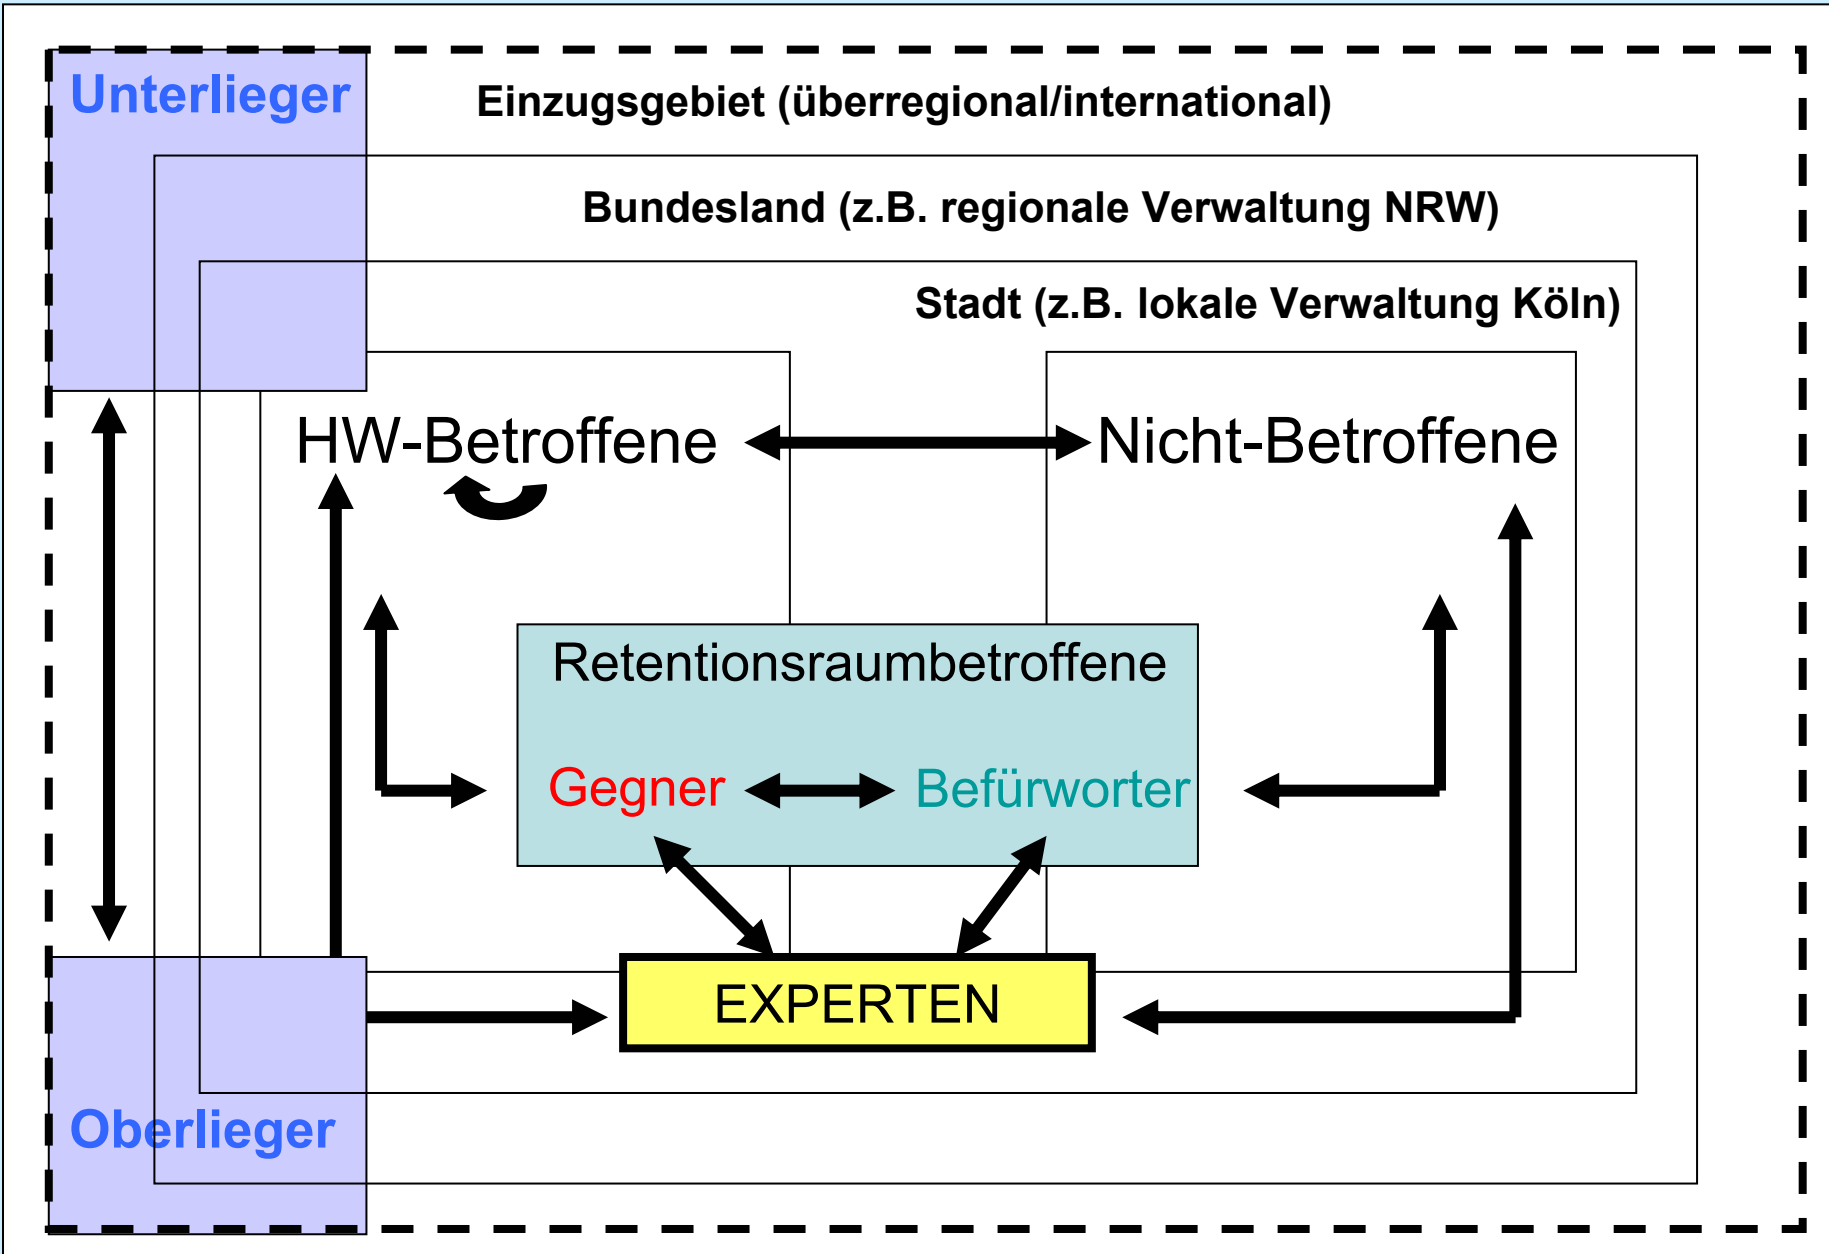 Unterlieger
Einzugsgebiet (überregional/international)
Bundesland (z.B. regionale Verwaltung NRW)
Stadt (z.B. lokale Verwaltung Köln)
HW-Betroffene
Nicht-Betroffene
Retentionsraumbetroffene
Gegner
Befürworter
EXPERTEN
Oberlieger